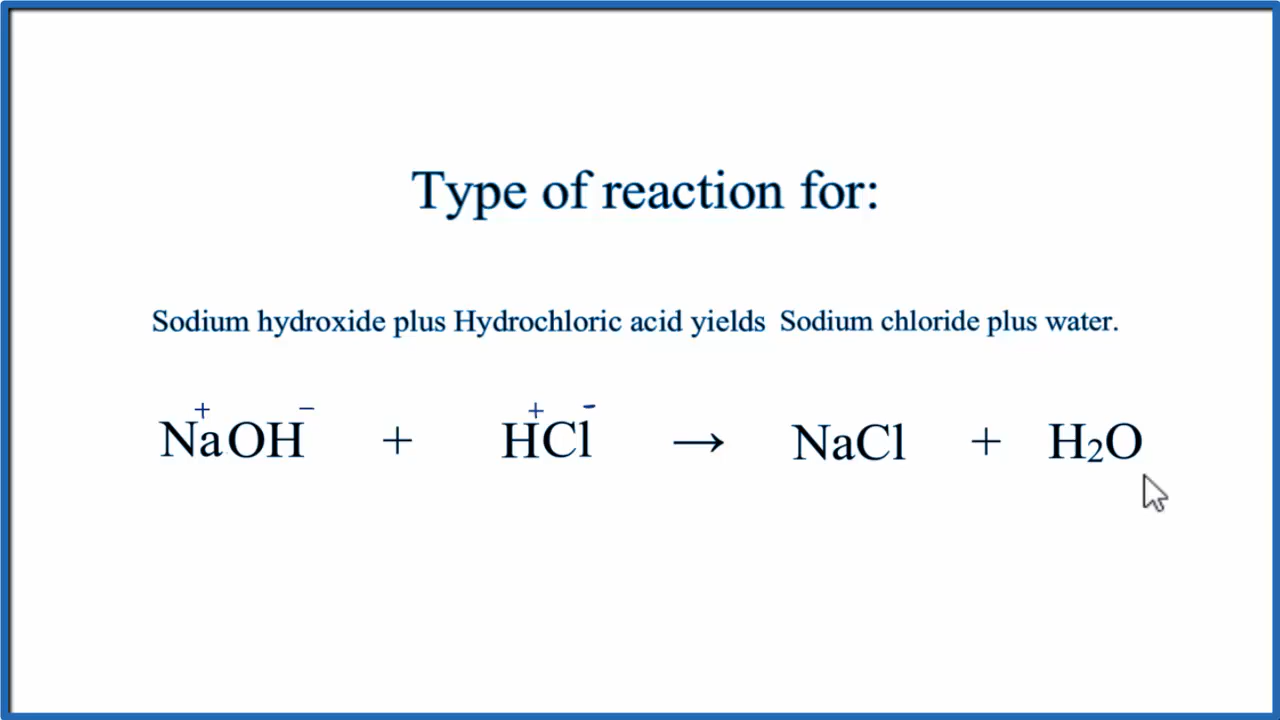 Type of reaction for:
Sodium hydroxide plus Hydrochloric acid yields Sodium chloride plus water.
+ − + -
NaOH + HCl → NaCl + H₂O